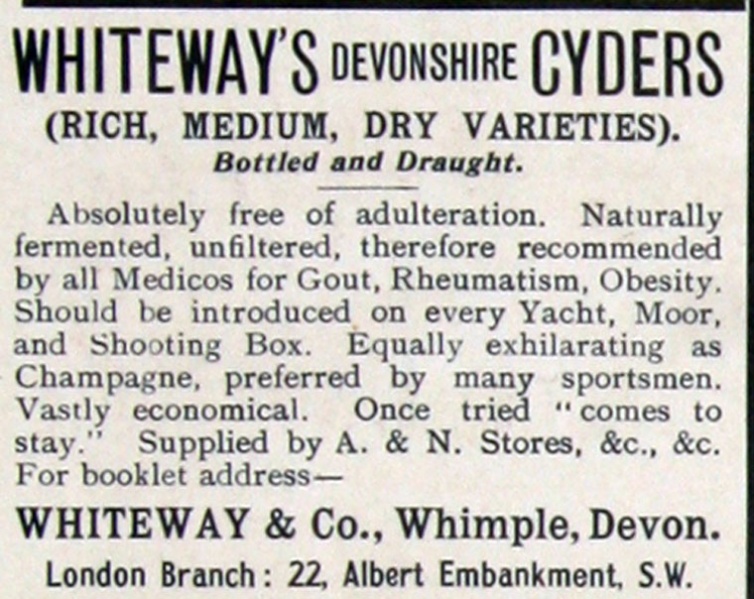 WHITEWAY'S DEVONSHIRE CYDERS
(RICH, MEDIUM, DRY VARIETIES).
Bottled and Draught.
Absolutely free of adulteration. Naturally
fermented, unfiltered, therefore recommended
by all Medicos for Gout, Rheumatism, Obesity.
Should be introduced on every Yacht, Moor,
and Shooting Box. Equally exhilarating as
Champagne, preferred by many sportsmen.
Vastly economical. Once tried "comes to
stay." Supplied by A. & N. Stores, &c., &c.
For booklet address—
WHITEWAY & Co., Whimple, Devon.
London Branch: 22, Albert Embankment, S.W.